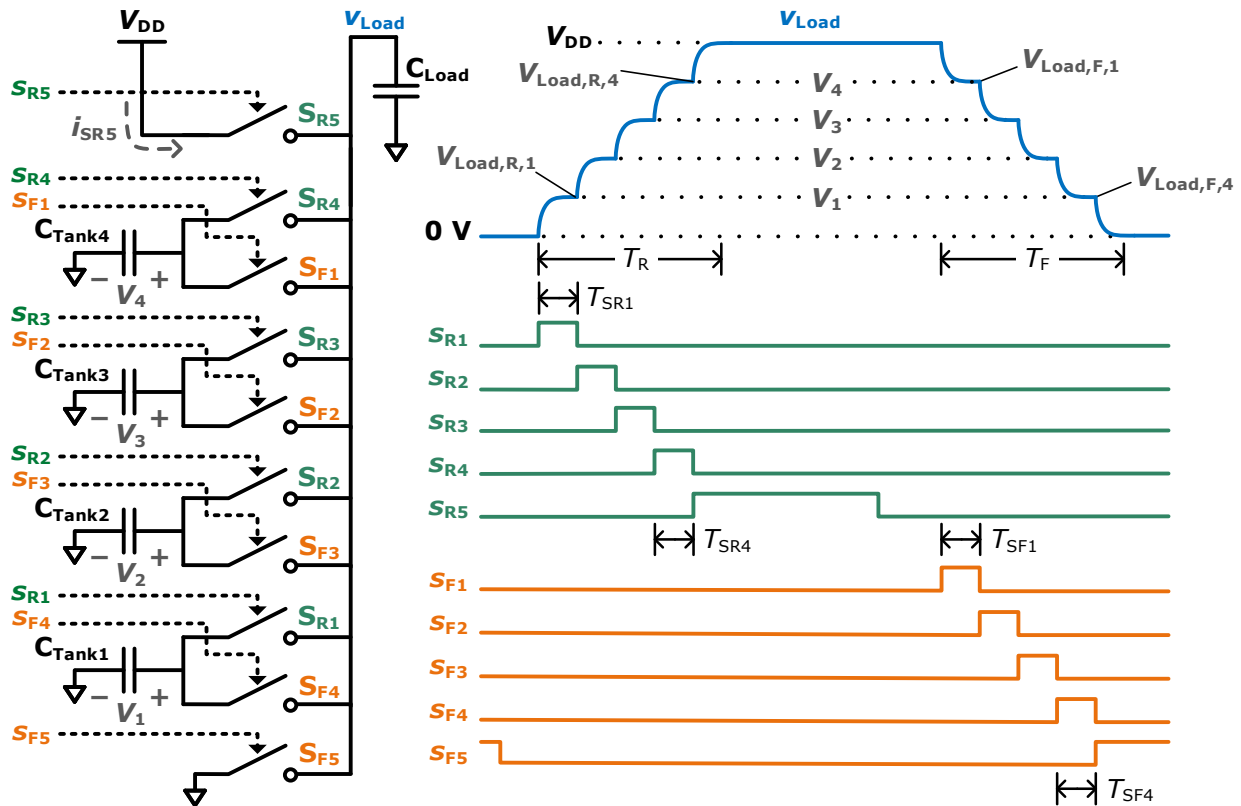 VDD
vLoad
CLoad
sR5
SR5
iSR5
sR4
sF1
SR4
CTank4
SF1
− V4 +
sR3
sF2
SR3
CTank3
SF2
− V3 +
sR2
sF3
SR2
CTank2
SF3
− V2 +
sR1
sF4
SR1
CTank1
SF4
− V1 +
sF5
SF5
vLoad
VDD
VLoad,R,4
V4
VLoad,F,1
V3
V2
VLoad,R,1
V1
VLoad,F,4
0 V
TR
TF
TSR1
sR1
sR2
sR3
sR4
sR5
TSR4
TSF1
sF1
sF2
sF3
sF4
sF5
TSF4